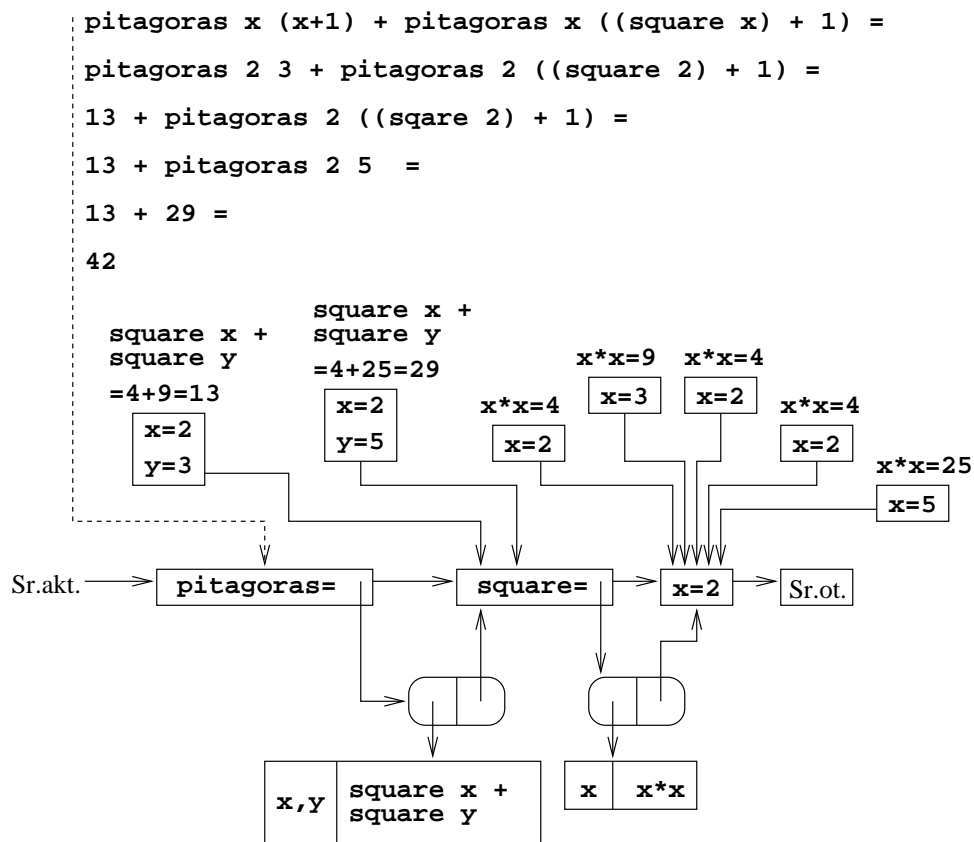 pitagoras x (x+1) + pitagoras x ((square x) + 1) =
pitagoras 2 3 + pitagoras 2 ((square 2) + 1) =
13 + pitagoras 2 ((sqare 2) + 1) =
13 + pitagoras 2 5 =
13 + 29 =
42
square x +
square y
=4+9=13
x=2
y=3
square x +
square y
=4+25=29
x=2
y=5
x*x=4
x=2
x*x=9
x=3
x*x=4
x=2
x*x=4
x=2
x*x=25
x=5
Sr.akt.
pitagoras=
square=
x=2
Sr.ot.
x,y
square x +
square y
x
x*x